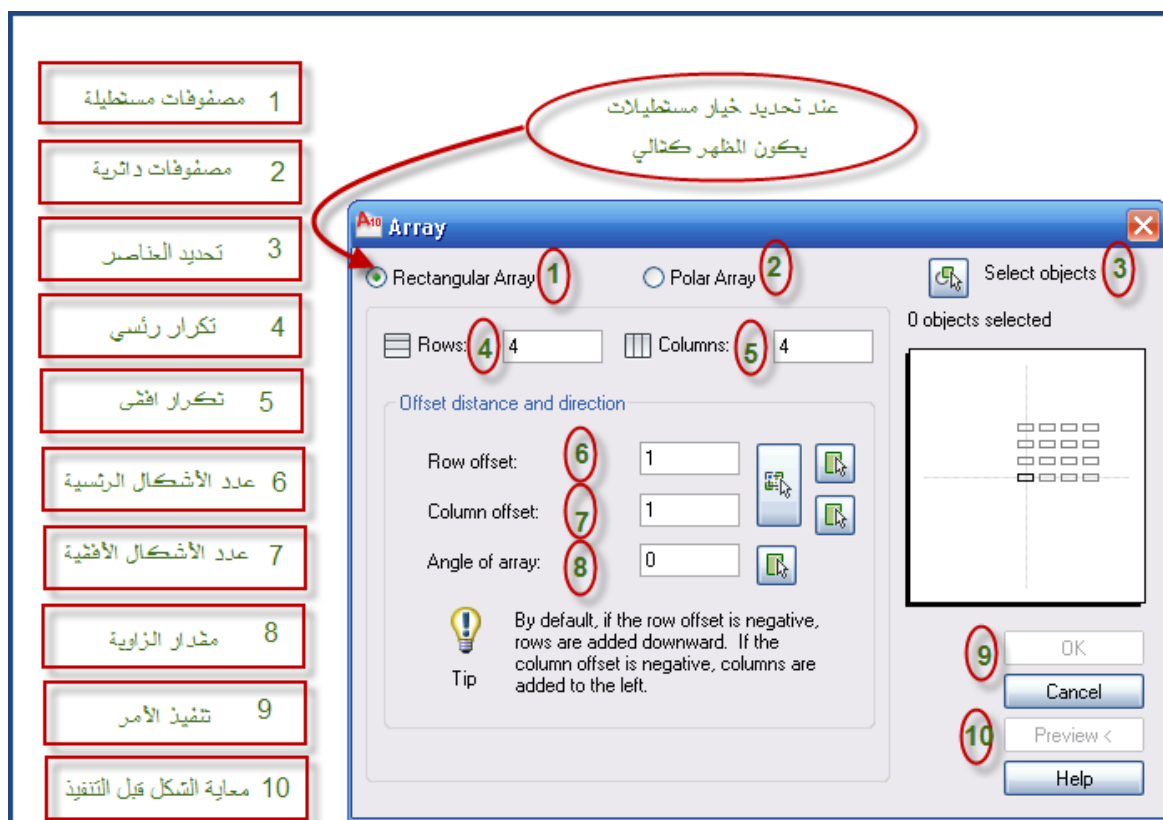 1 مصفوفات مستطيلة
2 مصفوفات دائرية
3 تحديد العناصر
4 تكرار رئسي
5 تكرار افقى
6 عدد الأشكال الرئسية
7 عدد الأشكال الأفقية
8 مقدار الزاوية
9 تنفيذ الأمر
10 معاية الشكل قبل التنفيذ
عند تحديد خيار مستطيلات
يكون المظهر كتالي
A10 Array
Rectangular Array 1
Polar Array 2
Select objects 3
0 objects selected
Rows: 4 4
Columns: 5 4
Offset distance and direction
Row offset: 6 1
Column offset: 7 1
Angle of array: 8 0
Tip
By default, if the row offset is negative,
rows are added downward. If the
column offset is negative, columns are
added to the left.
9 OK
Cancel
10 Preview <
Help